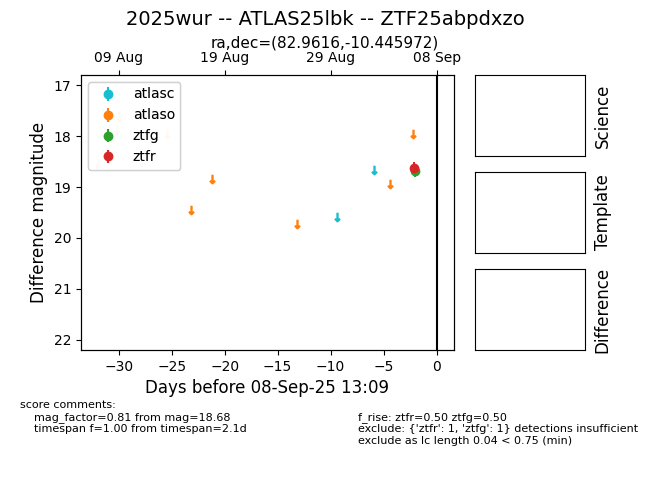 2025wur -- ATLAS25lbk -- ZTF25abpdxzo
ra,dec=(82.9616,-10.445972)
09 Aug 19 Aug 29 Aug 08 Sep
atlasc
atlaso
ztfg
ztfr
17
18
19
20
21
22
Difference magnitude
−30 −25 −20 −15 −10 −5 0
Days before 08-Sep-25 13:09
Science
Template
Difference
score comments:
mag_factor=0.81 from mag=18.68
timespan f=1.00 from timespan=2.1d
f_rise: ztfr=0.50 ztfg=0.50
exclude: {'ztfr': 1, 'ztfg': 1} detections insufficient
exclude as lc length 0.04 < 0.75 (min)